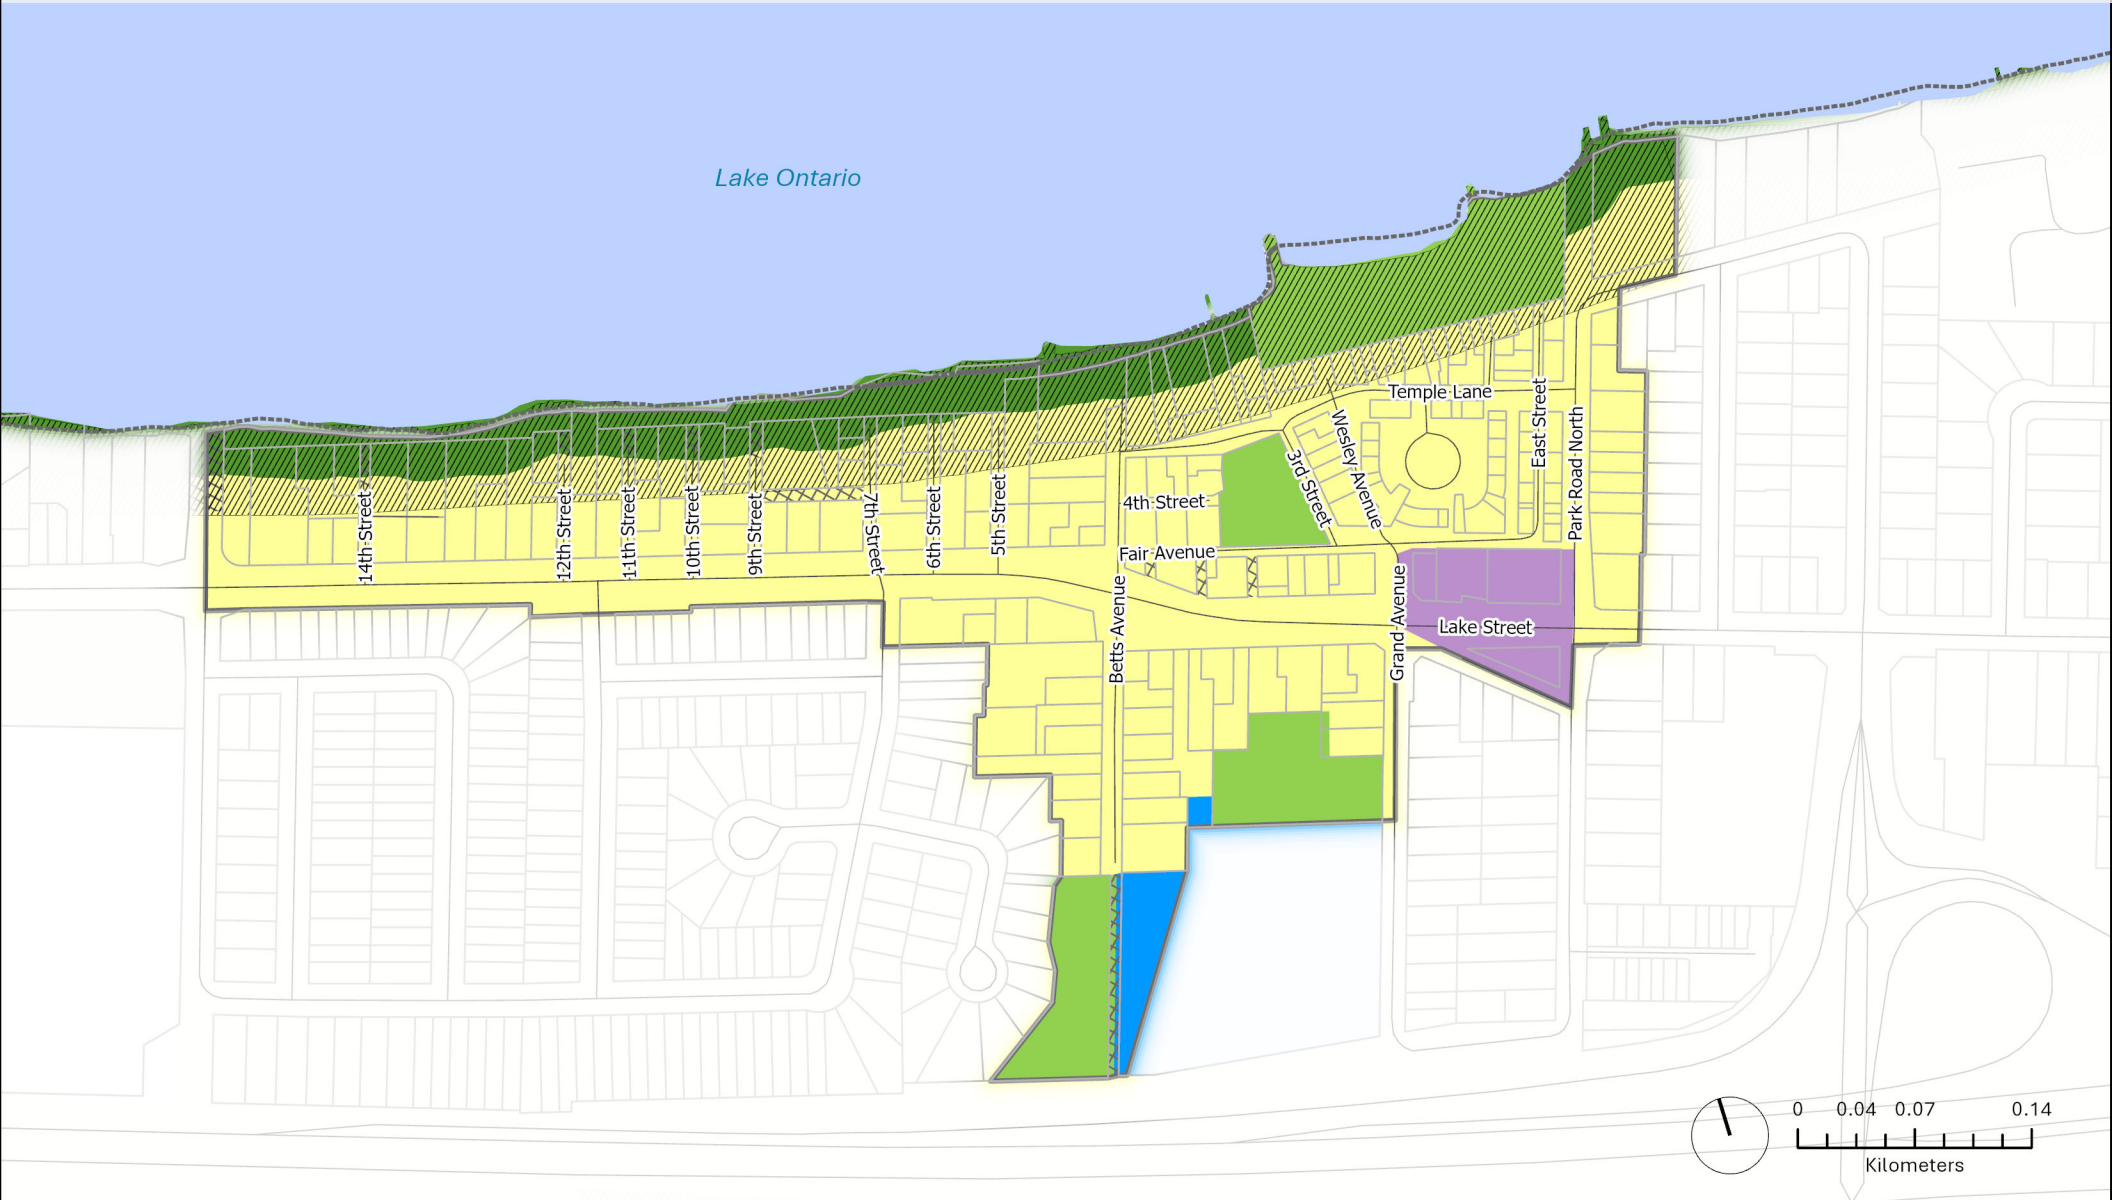 Lake Ontario
Temple Lane
East Street
Park Road North
Wesley Avenue
3rd Street
4th Street
Fair Avenue
14th Street
12th Street
11th Street
10th Street
9th Street
7th Street
6th Street
5th Street
Betts Avenue
Grand Avenue
Lake Street
0 0.04 0.07 0.14
Kilometers